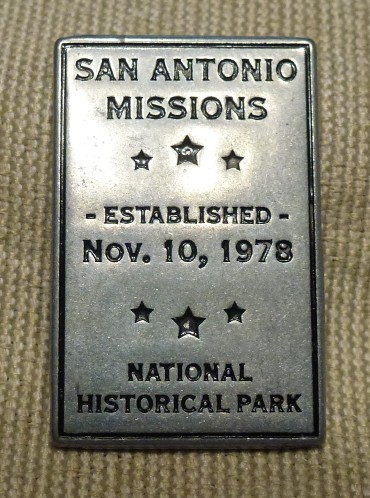 SAN ANTONIO
MISSIONS
- ESTABLISHED -
NOV. 10, 1978
NATIONAL
HISTORICAL PARK